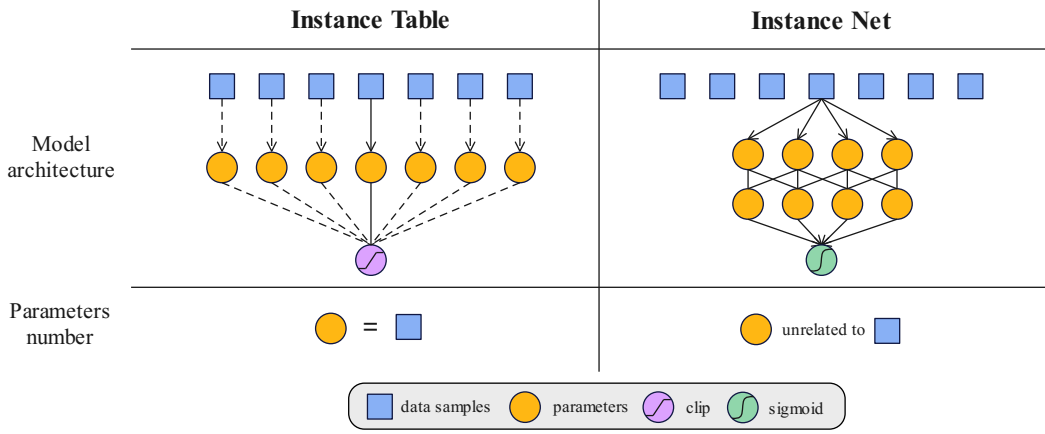 Instance Table
Instance Net
Model
architecture
Parameters
number
=
unrelated to
data samples
parameters
clip
sigmoid